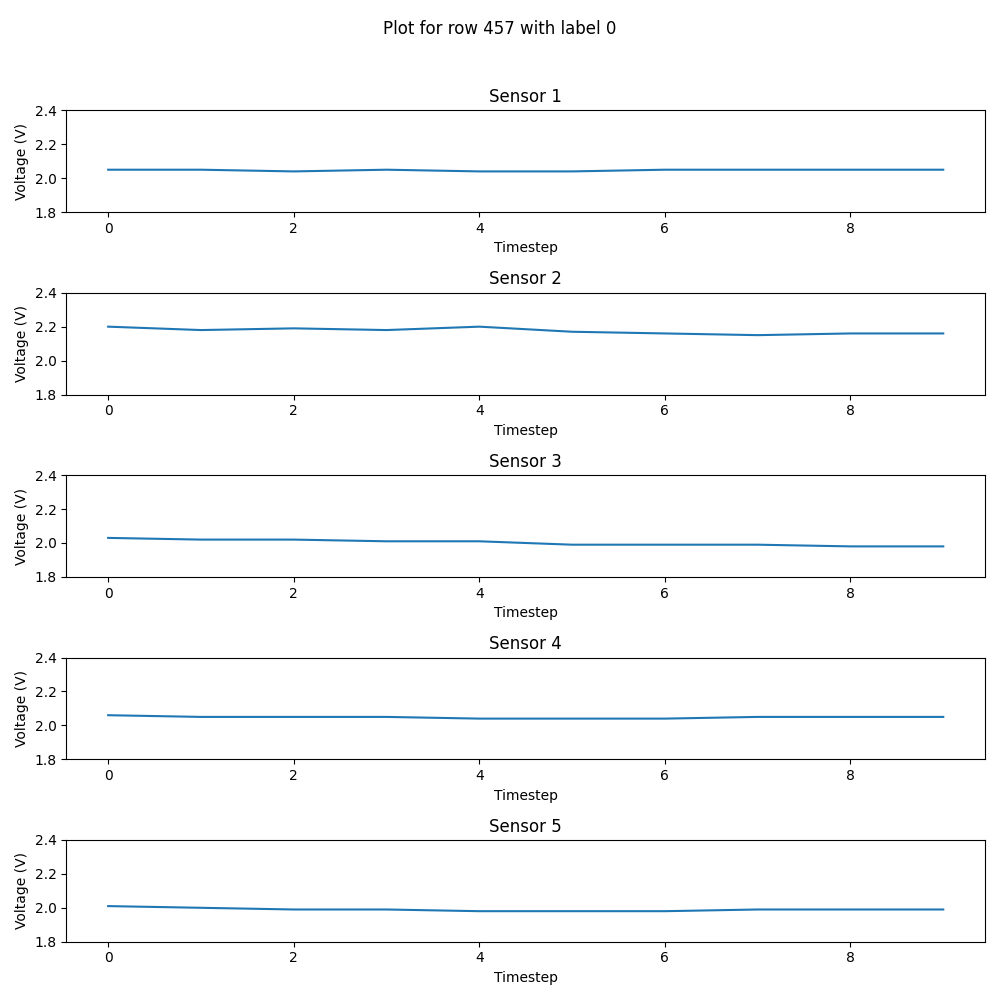 Plot for row 457 with label 0
Sensor 1
Voltage (V)
2.4
2.2
2.0
1.8
0 2 4 6 8
Timestep
Sensor 2
Voltage (V)
2.4
2.2
2.0
1.8
0 2 4 6 8
Timestep
Sensor 3
Voltage (V)
2.4
2.2
2.0
1.8
0 2 4 6 8
Timestep
Sensor 4
Voltage (V)
2.4
2.2
2.0
1.8
0 2 4 6 8
Timestep
Sensor 5
Voltage (V)
2.4
2.2
2.0
1.8
0 2 4 6 8
Timestep